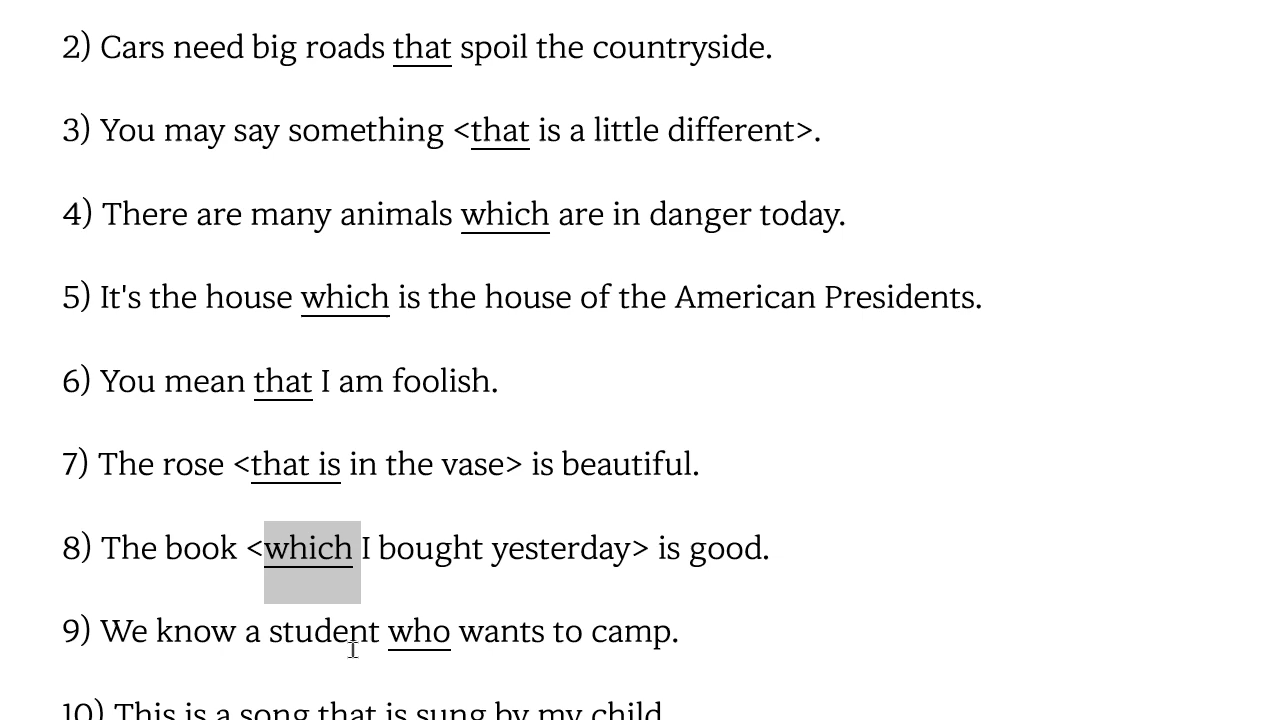 2) Cars need big roads that spoil the countryside.
3) You may say something <that is a little different>.
4) There are many animals which are in danger today.
5) It's the house which is the house of the American Presidents.
6) You mean that I am foolish.
7) The rose <that is in the vase> is beautiful.
8) The book <which I bought yesterday> is good.
9) We know a student who wants to camp.
10) This is a song that is sung by my child